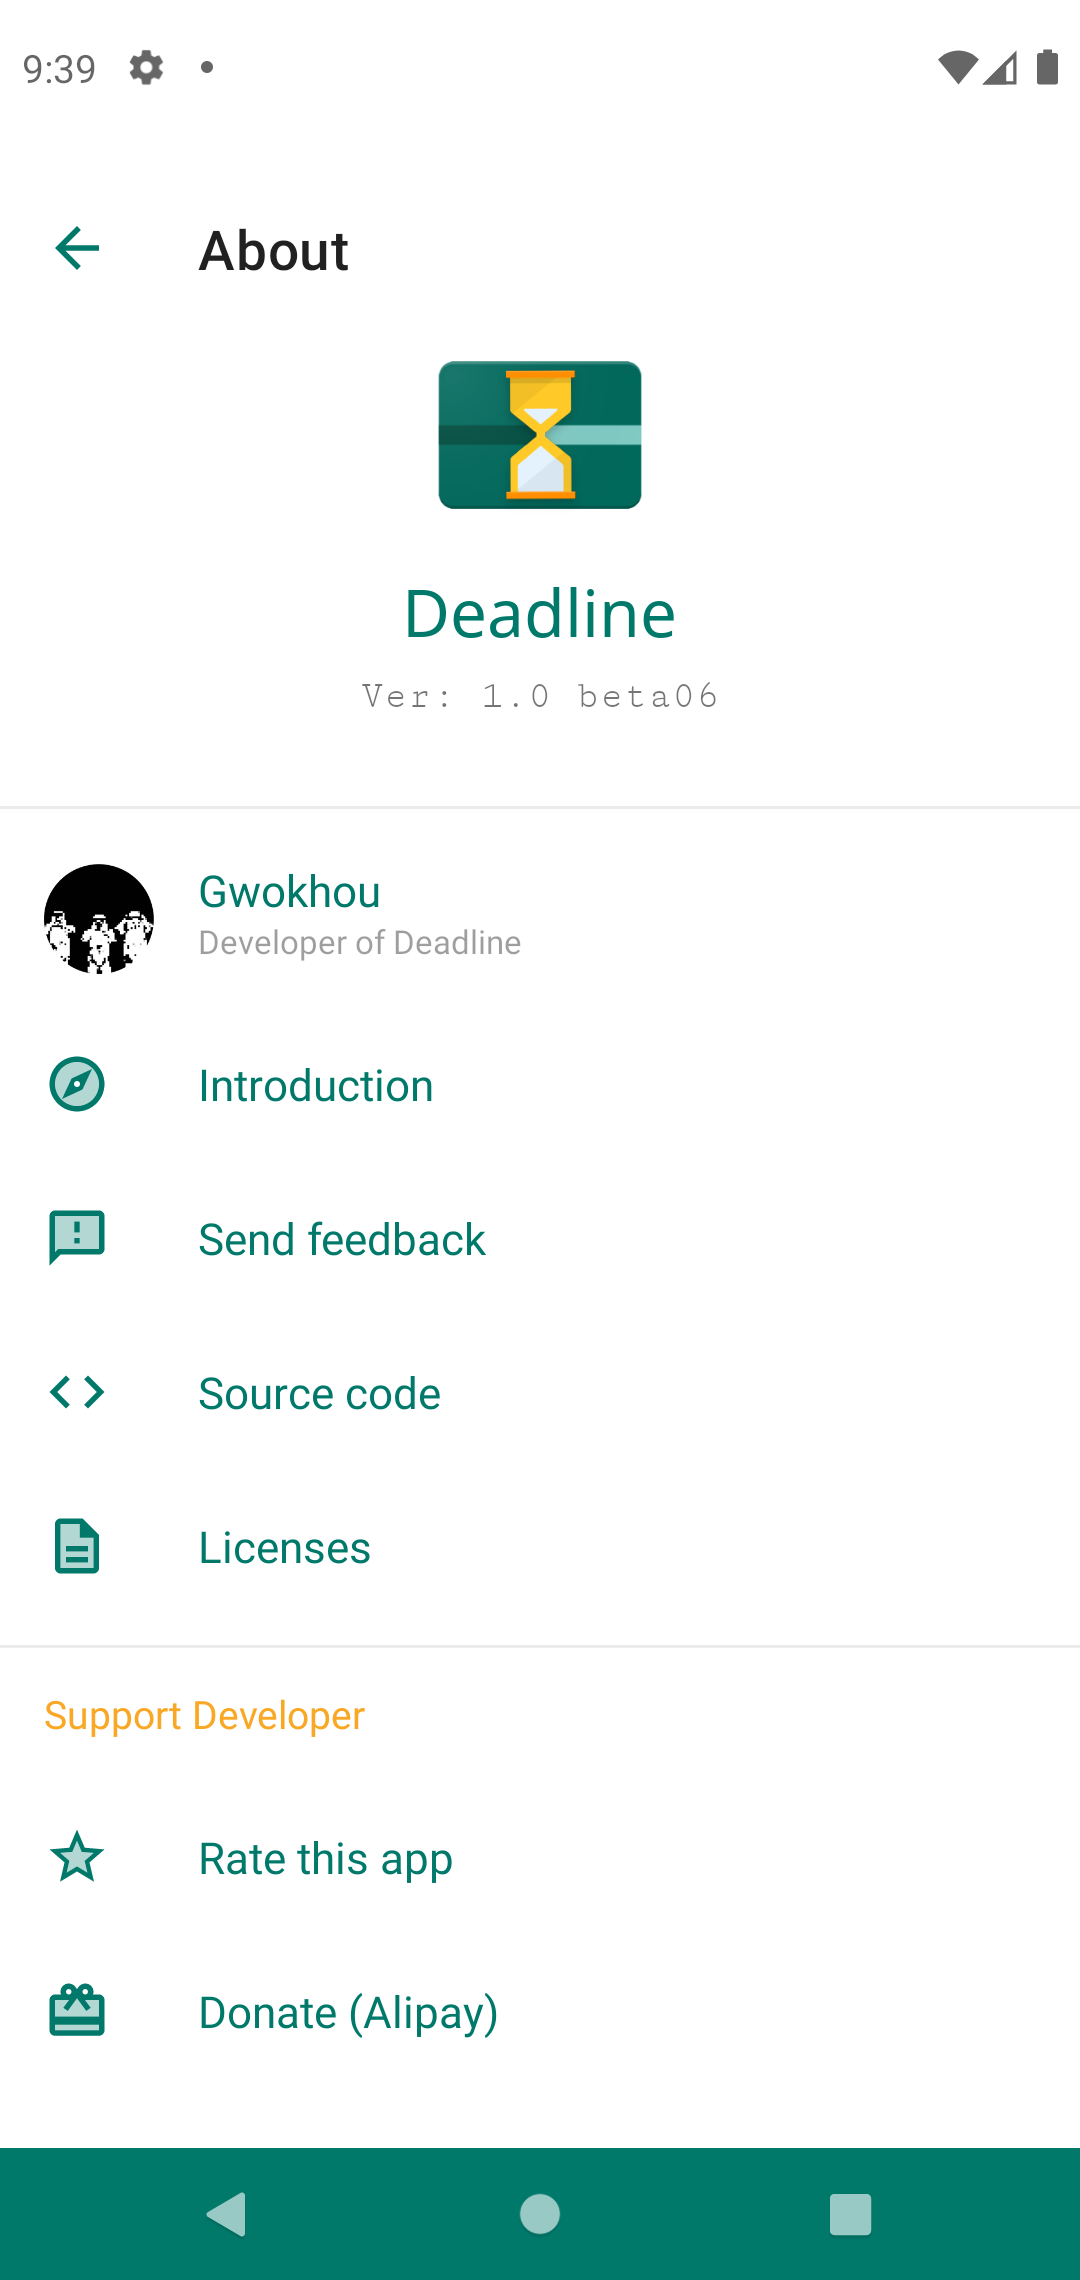 9:39
About
Deadline
Ver: 1.0 beta06
Gwokhou
Developer of Deadline
Introduction
Send feedback
Source code
Licenses
Support Developer
Rate this app
Donate (Alipay)